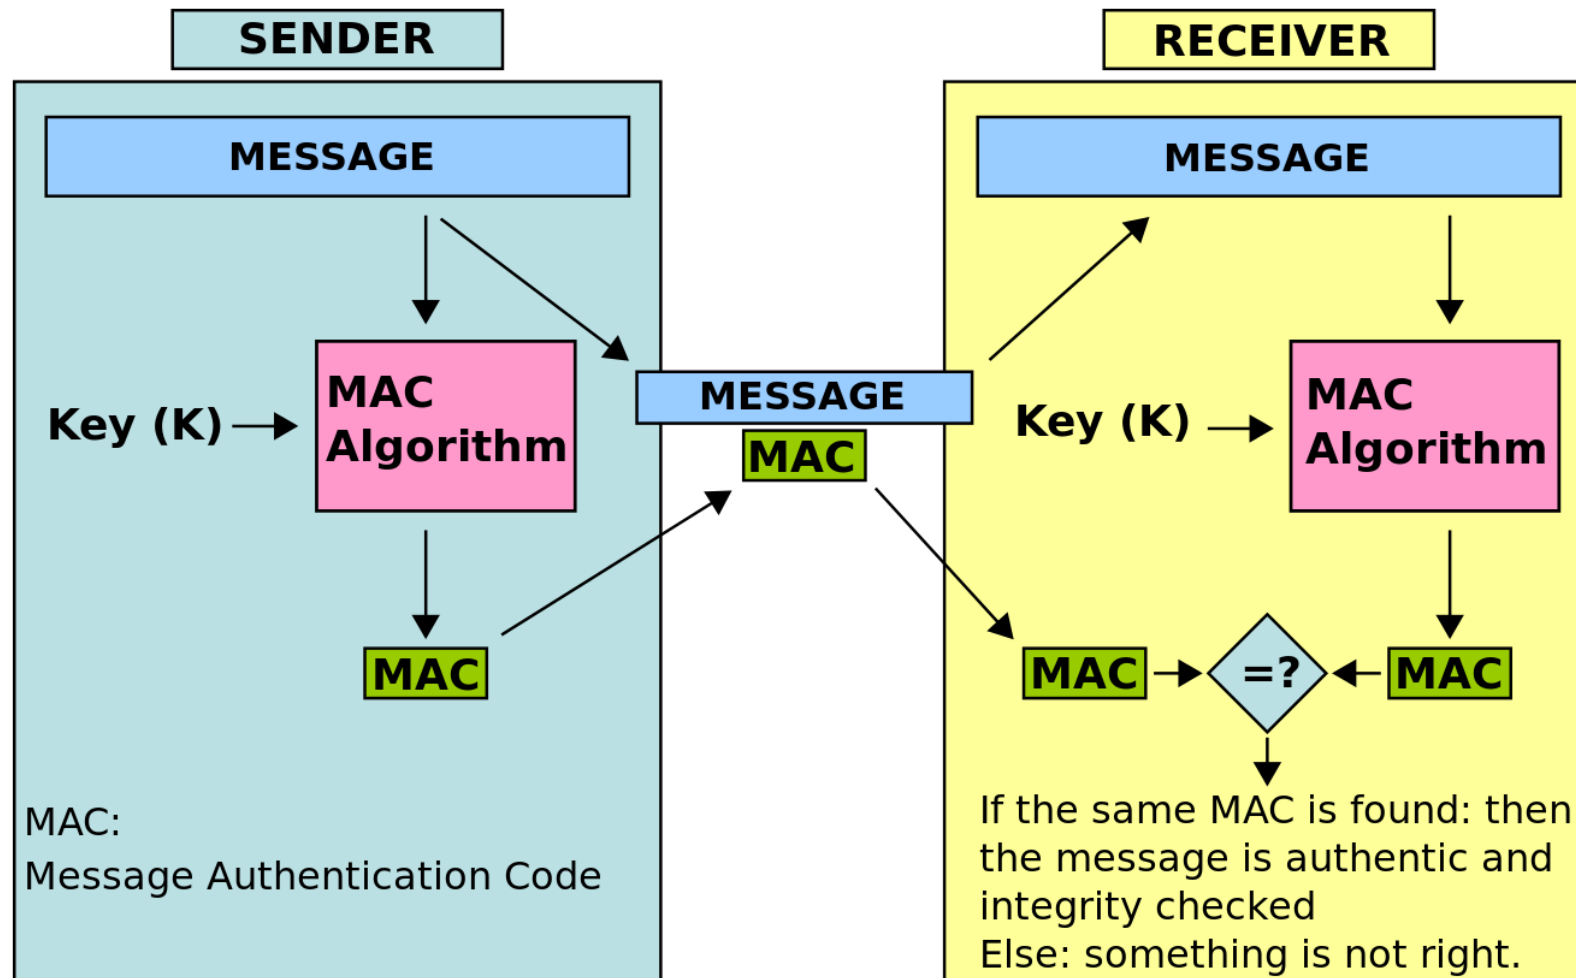 SENDER
MESSAGE
Key (K)
MAC
Algorithm
MAC
MAC:
Message Authentication Code
MESSAGE
MAC
RECEIVER
MESSAGE
Key (K)
MAC
Algorithm
MAC
=?
MAC
If the same MAC is found: then
the message is authentic and
integrity checked
Else: something is not right.